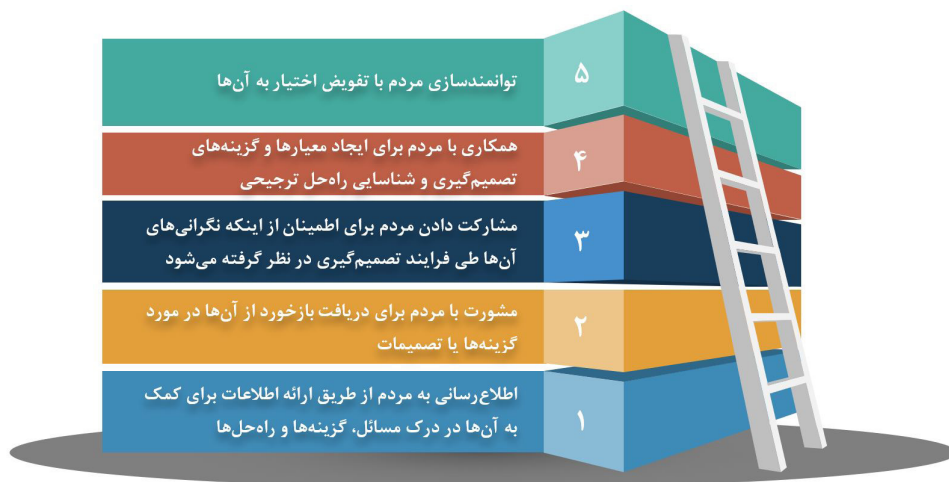 ۵
توانمندسازی مردم با تفویض اختیار به آن‌ها
۴
همکاری با مردم برای ایجاد معیارها و گزینه‌های
تصمیم‌گیری و شناسایی راه‌حل ترجیحی
۳
مشارکت دادن مردم برای اطمینان از اینکه نگرانی‌های
آن‌ها طی فرایند تصمیم‌گیری در نظر گرفته می‌شود
۲
مشورت با مردم برای دریافت بازخورد از آن‌ها در مورد
گزینه‌ها یا تصمیمات
۱
اطلاع‌رسانی به مردم از طریق ارائه اطلاعات برای کمک
به آن‌ها در درک مسائل، گزینه‌ها و راه‌حل‌ها